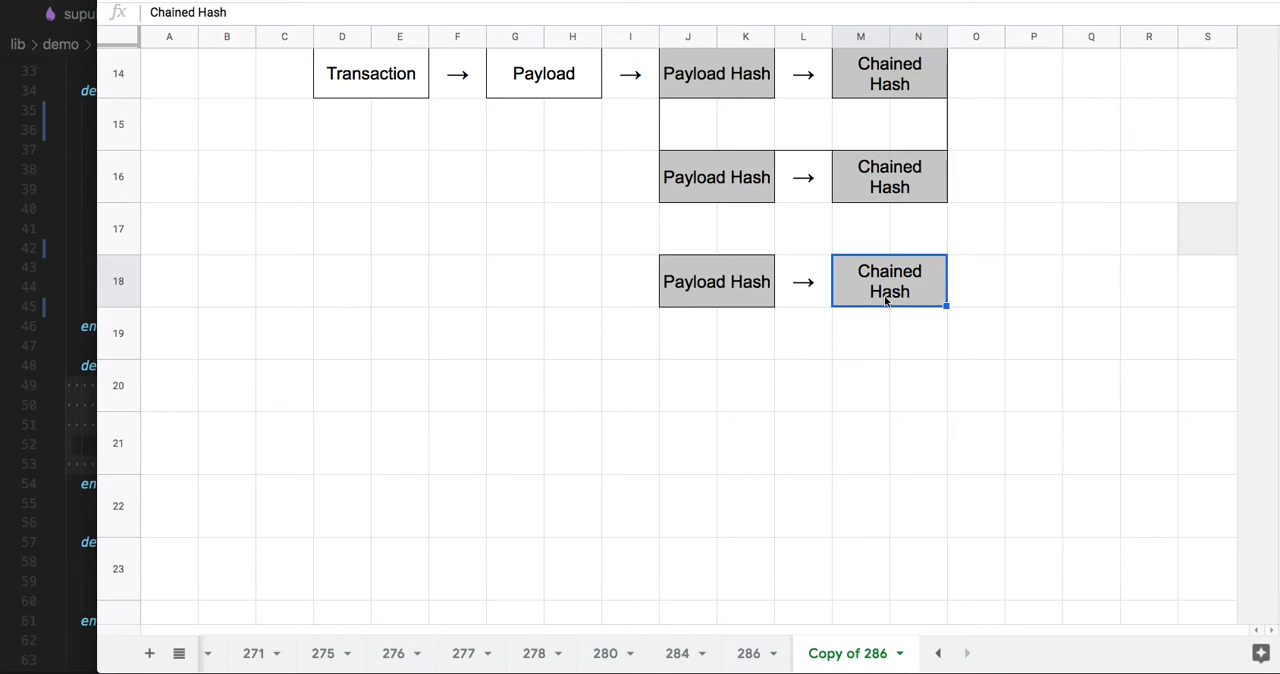 supu
fx Chained Hash
lib > demo >
A B C D E F G H I J K L M N O P Q R S
33
34 de
35
36
37
38
39
40
41
42
43
44
45
46 en
47
48 de
49
50
51
52
53
54 en
55
56
57 de
58
59
60
61 en
62
63
14 Transaction → Payload → Payload Hash → Chained
Hash
15
16 Payload Hash → Chained
Hash
17
18 Payload Hash → Chained
Hash
19
20
21
22
23
+ 271 275 276 277 278 280 284 286 Copy of 286